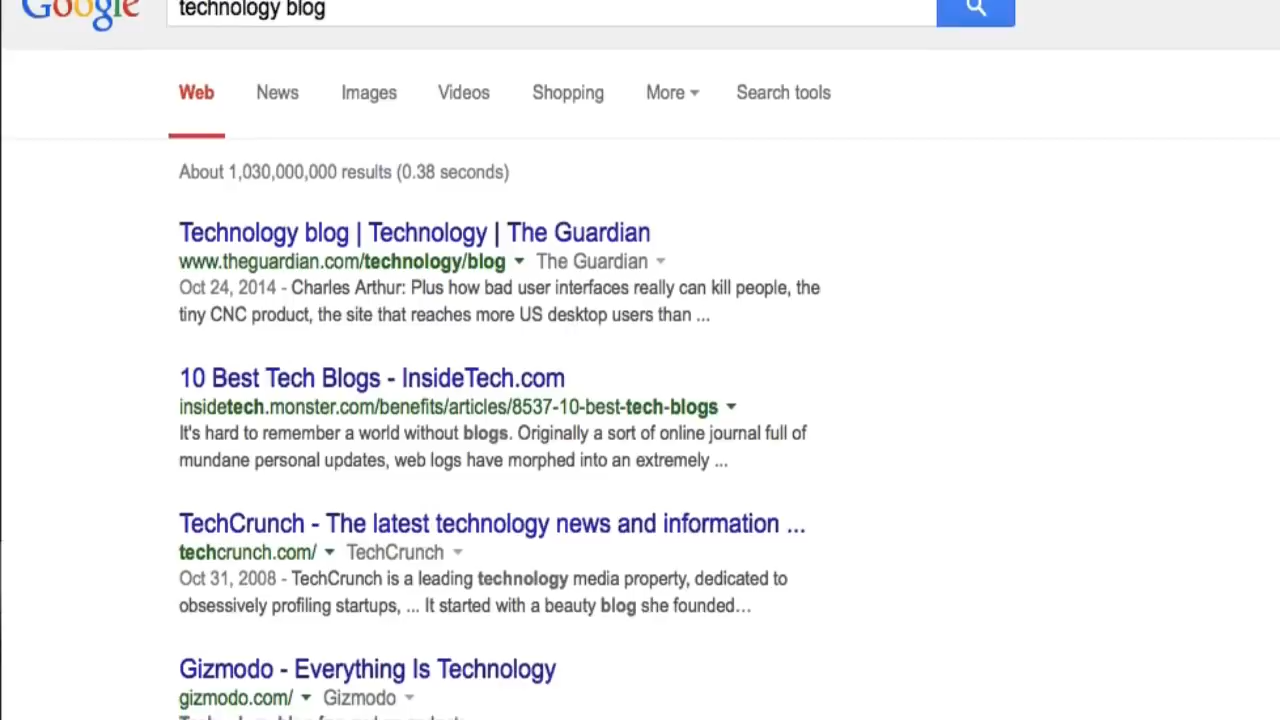 Google technology blog
Web News Images Videos Shopping More Search tools
About 1,030,000,000 results (0.38 seconds)
Technology blog | Technology | The Guardian
www.theguardian.com/technology/blog The Guardian
Oct 24, 2014 - Charles Arthur: Plus how bad user interfaces really can kill people, the
tiny CNC product, the site that reaches more US desktop users than ...
10 Best Tech Blogs - InsideTech.com
insidetech.monster.com/benefits/articles/8537-10-best-tech-blogs
It's hard to remember a world without blogs. Originally a sort of online journal full of
mundane personal updates, web logs have morphed into an extremely ...
TechCrunch - The latest technology news and information ...
techcrunch.com/ TechCrunch
Oct 31, 2008 - TechCrunch is a leading technology media property, dedicated to
obsessively profiling startups, ... It started with a beauty blog she founded...
Gizmodo - Everything Is Technology
gizmodo.com/ Gizmodo